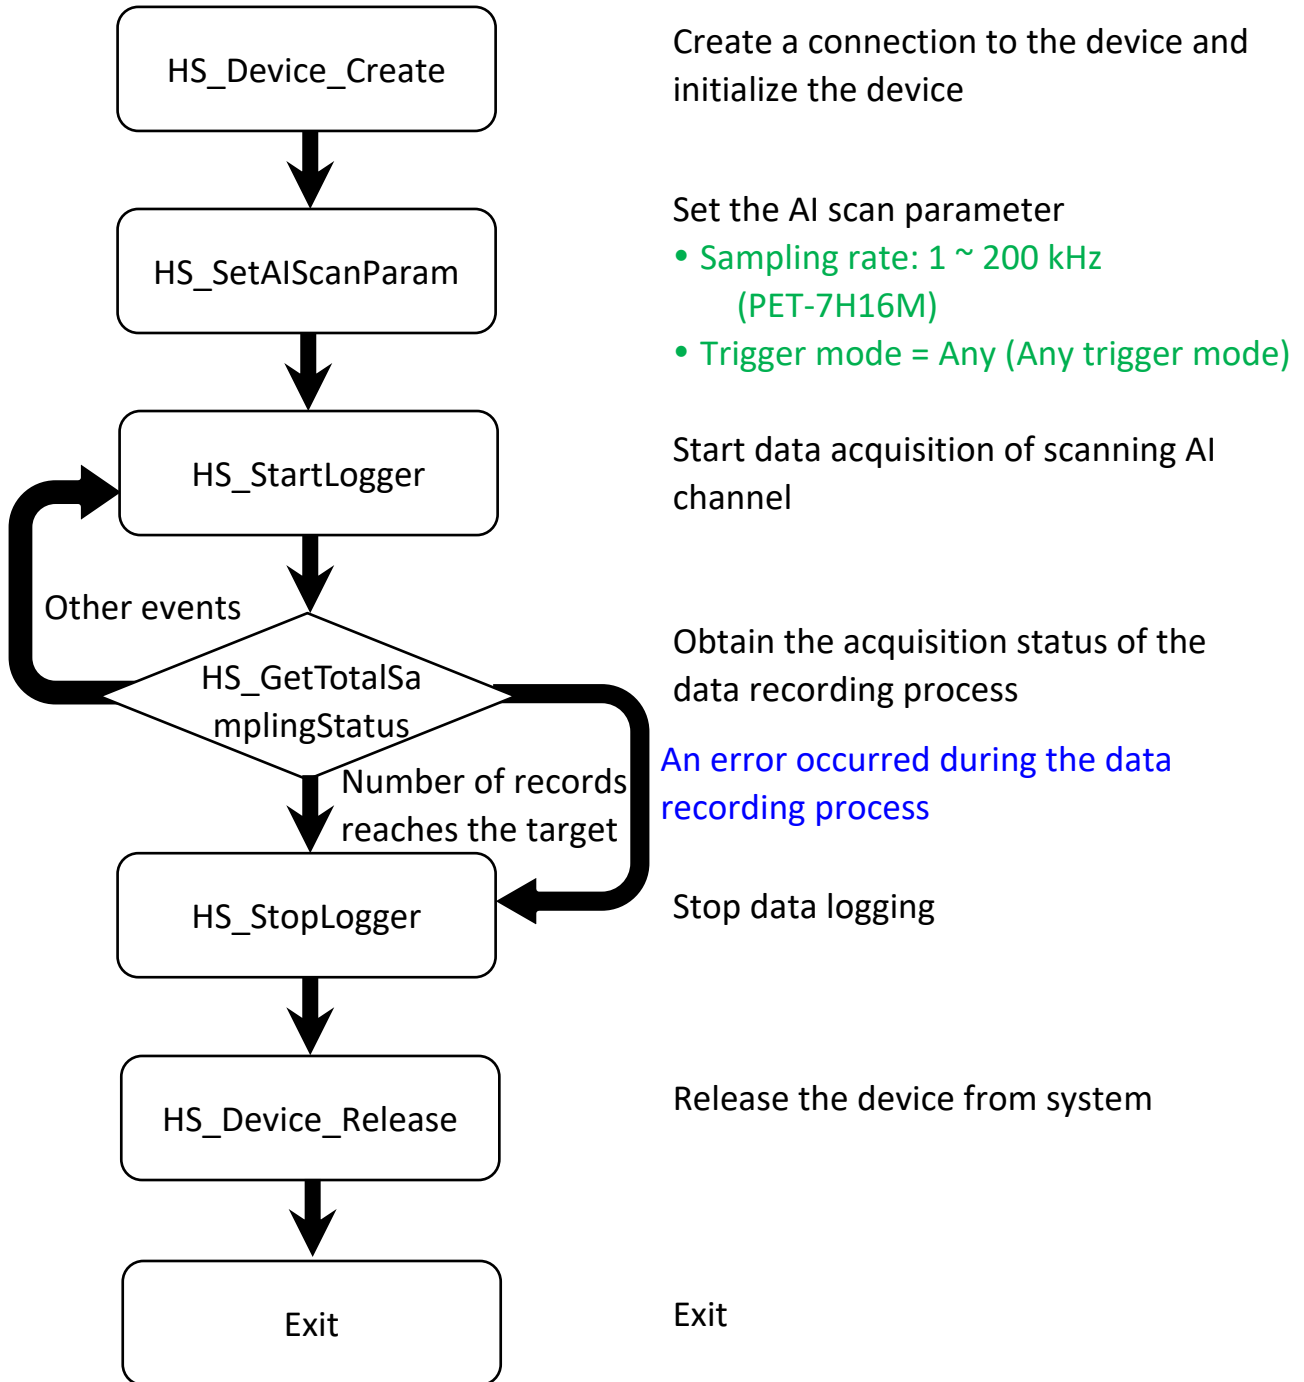 HS_Device_Create
Create a connection to the device and
initialize the device
HS_SetAIScanParam
Set the AI scan parameter
• Sampling rate: 1 ~ 200 kHz
(PET-7H16M)
• Trigger mode = Any (Any trigger mode)
HS_StartLogger
Start data acquisition of scanning AI
channel
Other events
HS_GetTotalSa
mplingStatus
Obtain the acquisition status of the
data recording process
Number of records
reaches the target
An error occurred during the data
recording process
HS_StopLogger
Stop data logging
HS_Device_Release
Release the device from system
Exit
Exit